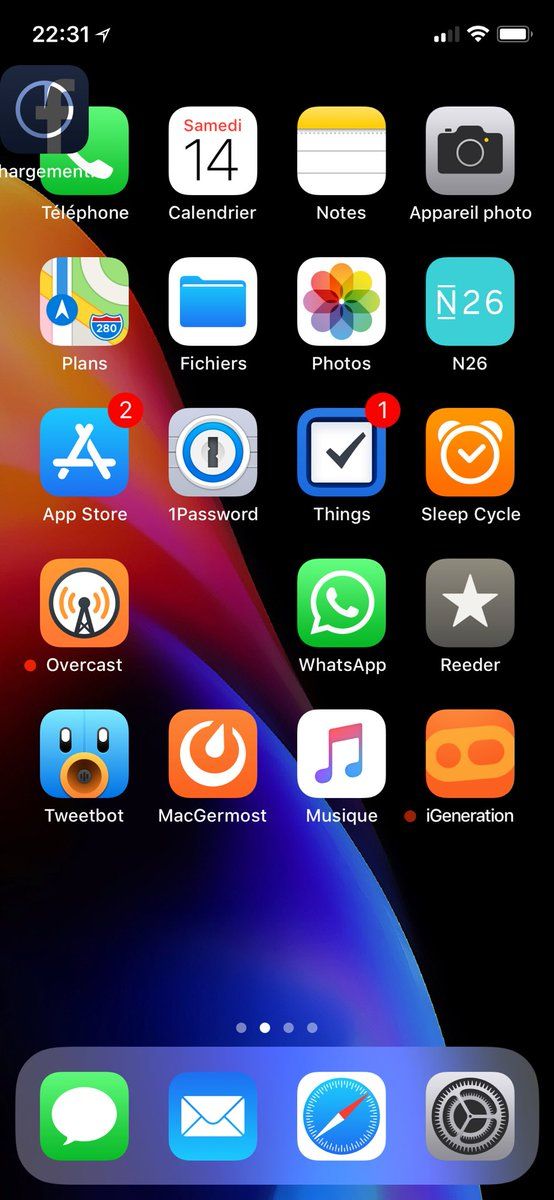 22:31
hargement
Samedi
14
Téléphone
Calendrier
Notes
Appareil photo
280
N26
Plans
Fichiers
Photos
N26
2
1
App Store
1Password
Things
Sleep Cycle
Overcast
WhatsApp
Reeder
Tweetbot
MacGermost
Musique
iGeneration